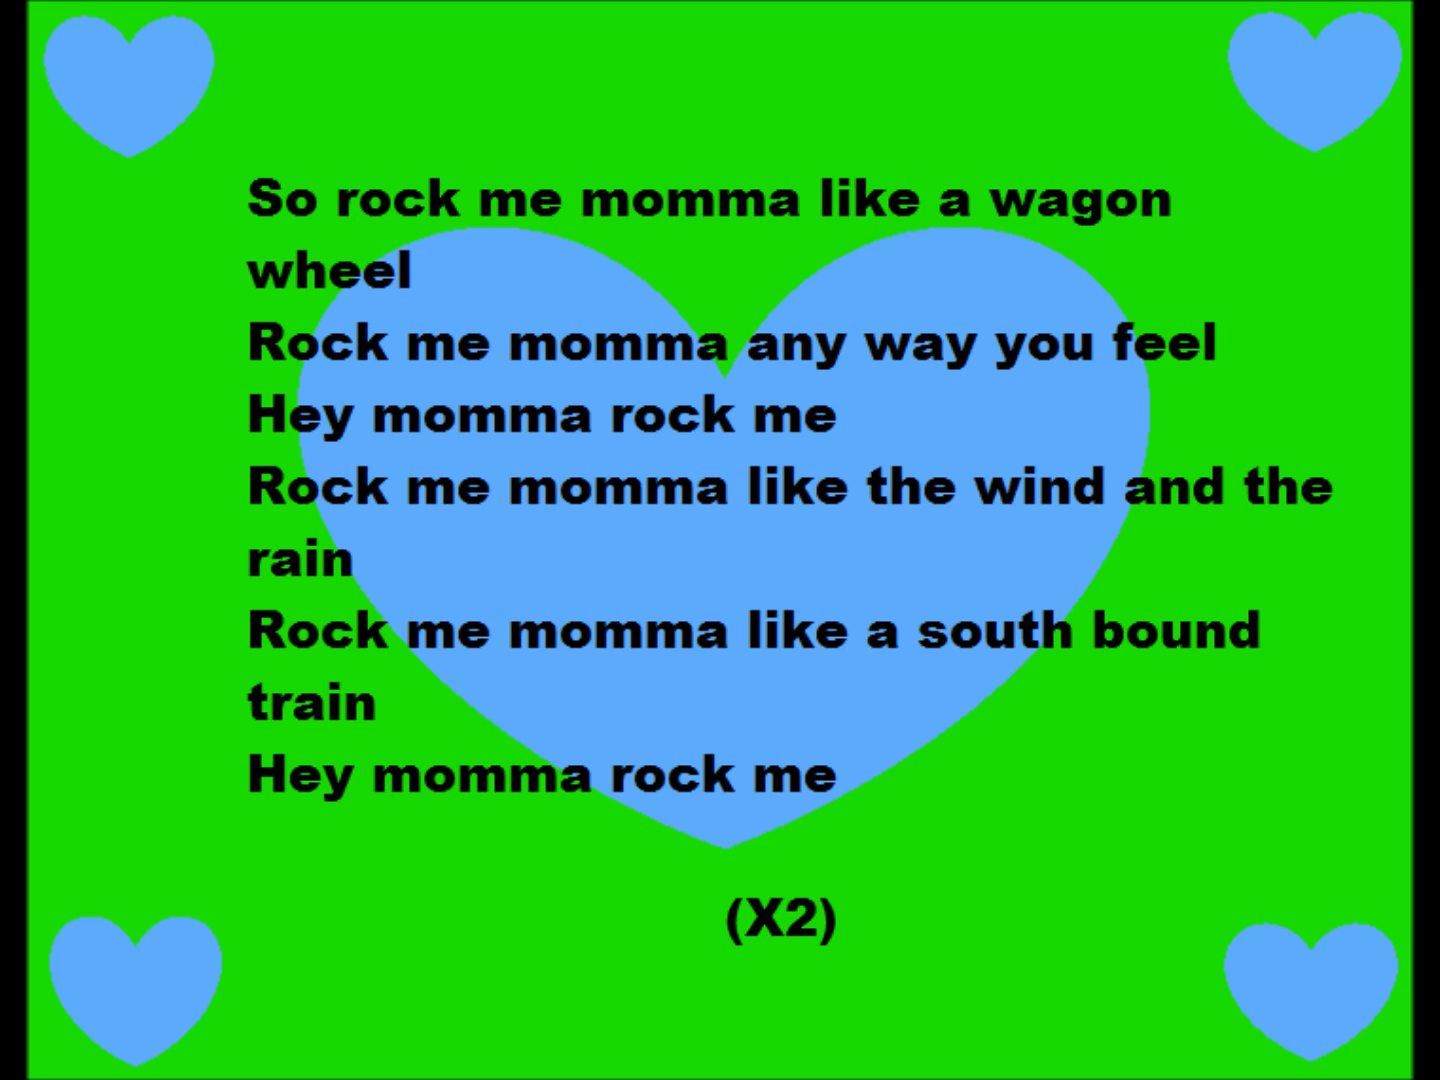 So rock me momma like a wagon
wheel
Rock me momma any way you feel
Hey momma rock me
Rock me momma like the wind and the
rain
Rock me momma like a south bound
train
Hey momma rock me
(X2)